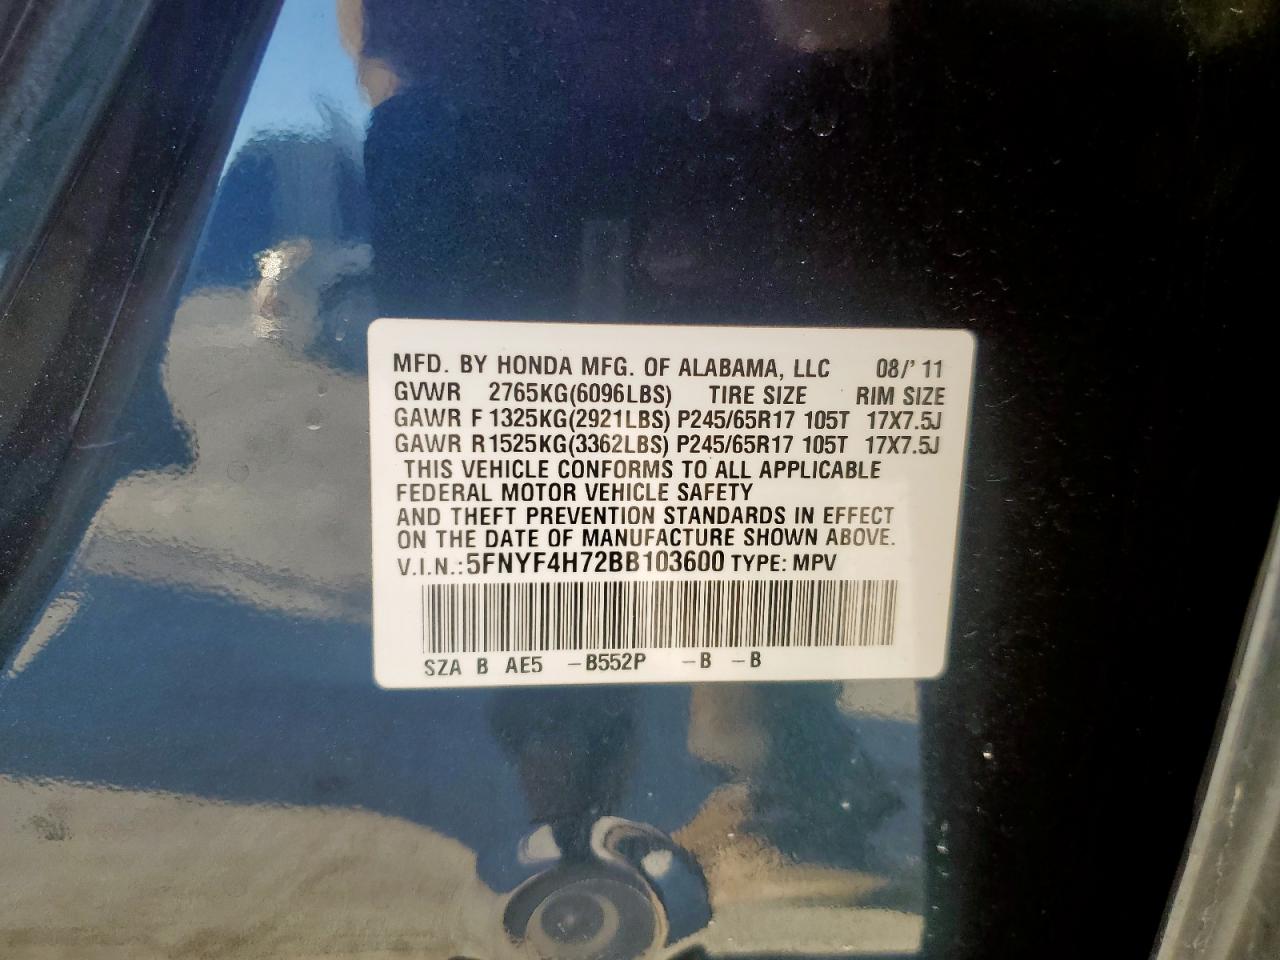 MFD. BY HONDA MFG. OF ALABAMA, LLC 08/' 11
GVWR 2765KG(6096LBS) TIRE SIZE RIM SIZE
GAWR F 1325KG(2921LBS) P245/65R17 105T 17X7.5J
GAWR R 1525KG(3362LBS) P245/65R17 105T 17X7.5J
THIS VEHICLE CONFORMS TO ALL APPLICABLE
FEDERAL MOTOR VEHICLE SAFETY
AND THEFT PREVENTION STANDARDS IN EFFECT
ON THE DATE OF MANUFACTURE SHOWN ABOVE.
V.I.N.: 5FNYF4H72BB103600 TYPE: MPV
SZA B AE5 -B552P -B -B